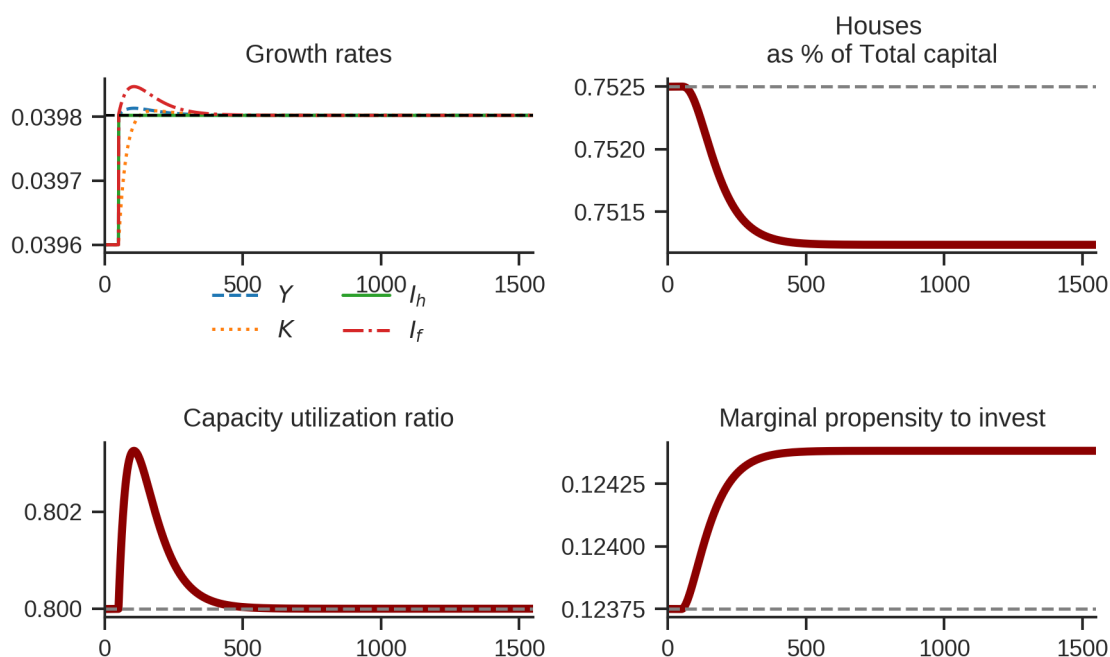 Growth rates
0.0398
0.0397
0.0396
0 500 1000 1500
Y I_h
K I_f
Houses
as % of Total capital
0.7525
0.7520
0.7515
0 500 1000 1500
Capacity utilization ratio
0.802
0.800
0 500 1000 1500
Marginal propensity to invest
0.12425
0.12400
0.12375
0 500 1000 1500